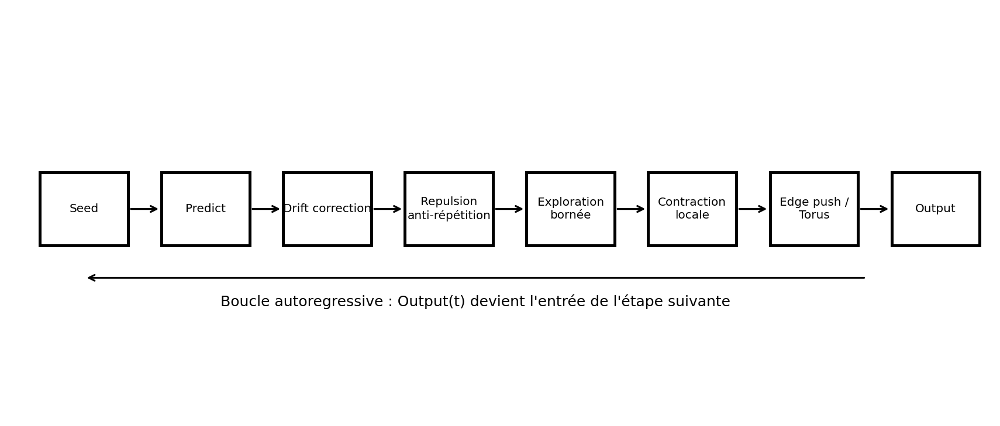 Seed
Predict
Drift correction
Repulsion
anti-répétition
Exploration
bornée
Contraction
locale
Edge push /
Torus
Output
Boucle autoregressive : Output(t) devient l'entrée de l'étape suivante